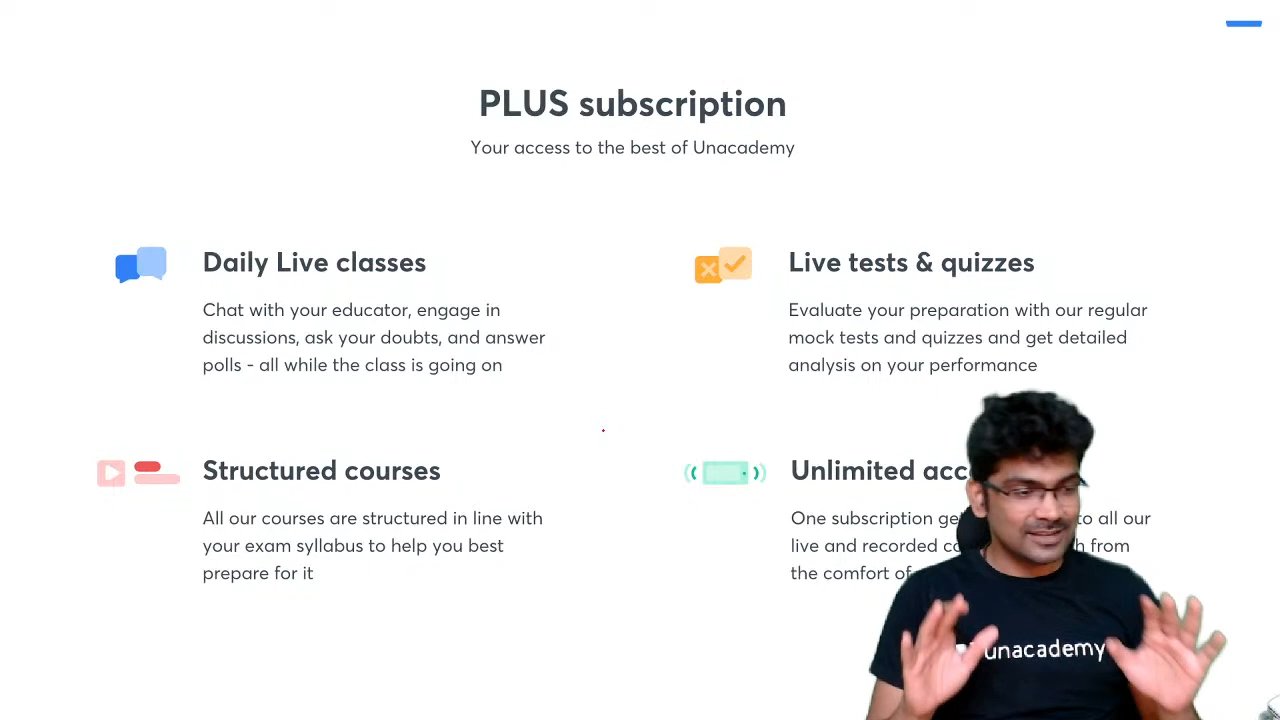 PLUS subscription
Your access to the best of Unacademy
Daily Live classes
Chat with your educator, engage in
discussions, ask your doubts, and answer
polls - all while the class is going on
Live tests & quizzes
Evaluate your preparation with our regular
mock tests and quizzes and get detailed
analysis on your performance
Structured courses
All our courses are structured in line with
your exam syllabus to help you best
prepare for it
Unlimited
One subscription to all our
live and recorded from
the comfort of
unacademy